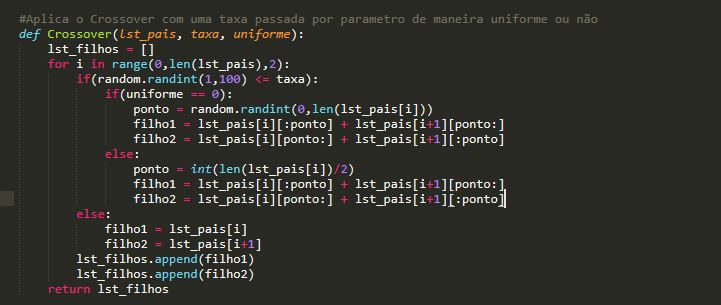 #Aplica o Crossover com uma taxa passada por parametro de maneira uniforme ou não
def Crossover(lst_pais, taxa, uniforme):
    lst_filhos = []
    for i in range(0,len(lst_pais),2):
        if(random.randint(1,100) <= taxa):
            if(uniforme == 0):
                ponto = random.randint(0,len(lst_pais[i]))
                filho1 = lst_pais[i][:ponto] + lst_pais[i+1][ponto:]
                filho2 = lst_pais[i][ponto:] + lst_pais[i+1][:ponto]
            else:
                ponto = int(len(lst_pais[i])/2)
                filho1 = lst_pais[i][:ponto] + lst_pais[i+1][ponto:]
                filho2 = lst_pais[i][ponto:] + lst_pais[i+1][:ponto]
        else:
            filho1 = lst_pais[i]
            filho2 = lst_pais[i+1]
        lst_filhos.append(filho1)
        lst_filhos.append(filho2)
    return lst_filhos